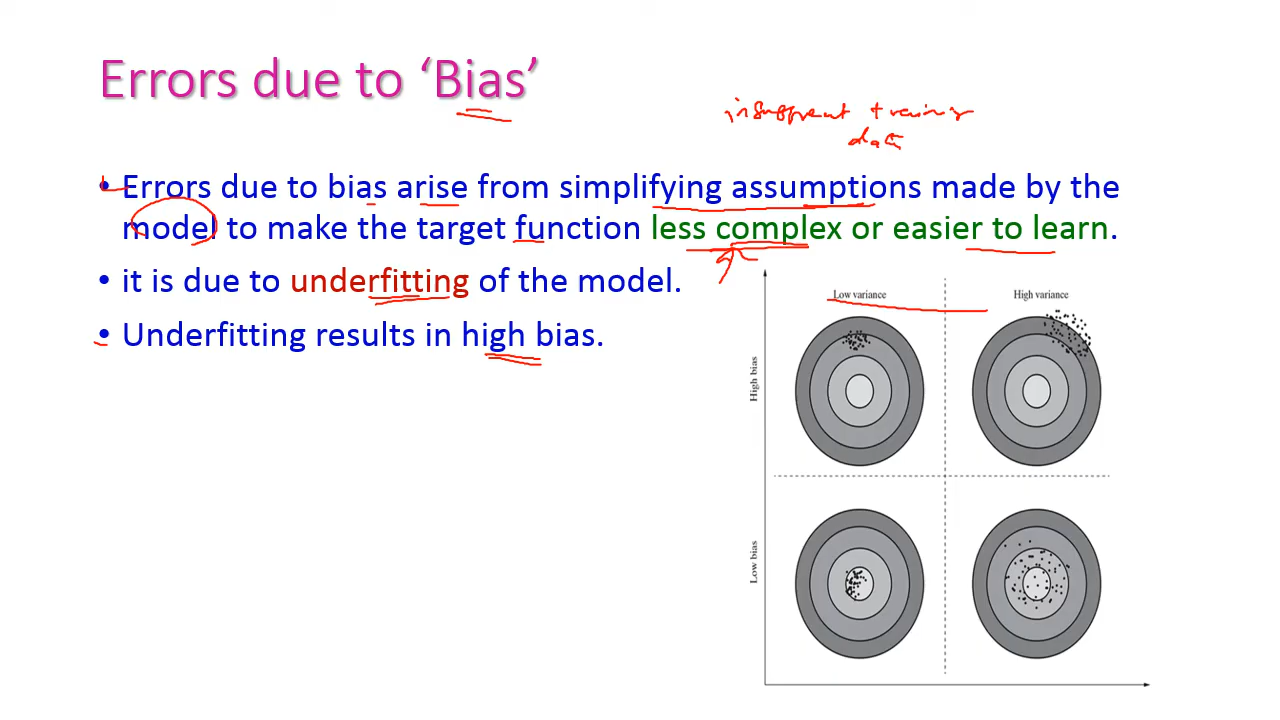 Errors due to ‘Bias’
insufficient training
data
• Errors due to bias arise from simplifying assumptions made by the
model to make the target function less complex or easier to learn.
• it is due to underfitting of the model.
• Underfitting results in high bias.
Low variance
High variance
High bias
Low bias